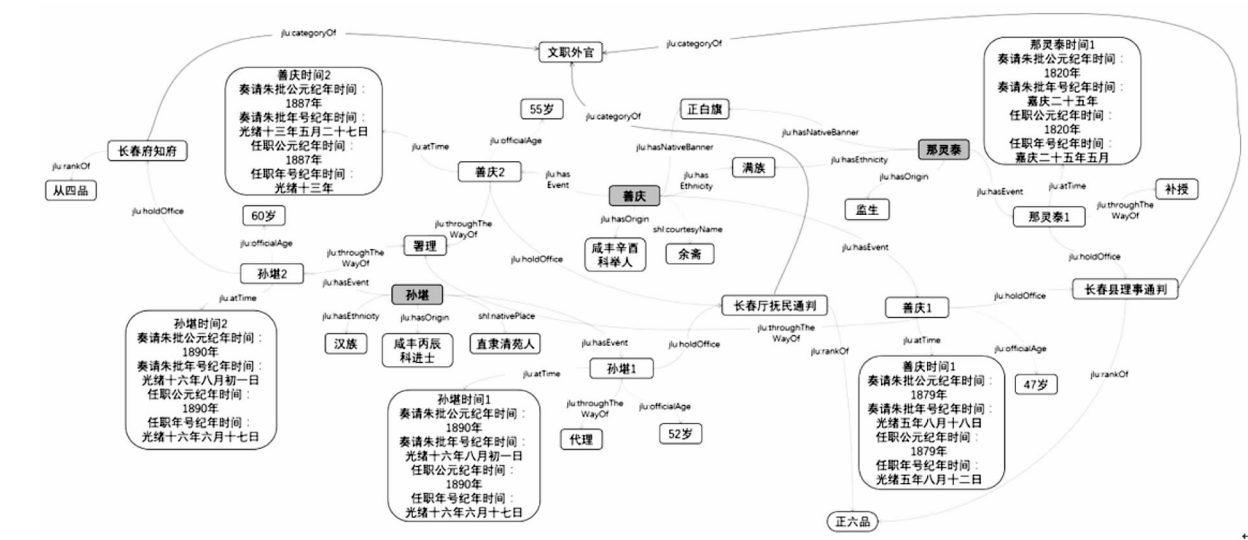 jlu:categoryOf
文职外官
jlu:categoryOf
那灵泰时间1
奏请朱批公元纪年时间：
1820年
奏请朱批年号纪年时间：
嘉庆二十五年
任职公元纪年时间：
1820年
任职年号纪年时间：
嘉庆二十五年五月
善庆时间2
奏请朱批公元纪年时间：
1887年
奏请朱批年号纪年时间：
光绪十三年五月二十七日
任职公元纪年时间：
1887年
任职年号纪年时间：
光绪十三年
55岁
正白旗
jlu:categoryOf
jlu:officialAge
jlu:atTime
jlu:hasNativeBanner
jlu:hasNativeBanner
长春府知府
jlu:rankOf
从四品
善庆2
jlu:has
Event
jlu:has
Ethnicity
满族
jlu:hasEthnicity
那灵泰
jlu:hasOrigin
监生
jlu:hasEvent
jlu:atTime
那灵泰1
jlu:throughThe
WayOf
补授
善庆
jlu:hasOrigin
咸丰辛酉
科举人
shl:courtesyName
余斋
jlu:hasEvent
jlu:holdOffice
60岁
jlu:officialAge
jlu:throughThe
WayOf
署理
jlu:throughThe
WayOf
jlu:holdOffice
jlu:holdOffice
孙堪2
jlu:hasEvent
孙堪
长春县理事通判
jlu:atTime
孙堪时间2
奏请朱批公元纪年时间：
1890年
奏请朱批年号纪年时间：
光绪十六年八月初一日
任职公元纪年时间：
1890年
任职年号纪年时间：
光绪十六年六月十七日
jlu:hasEthnicity
汉族
jlu:hasOrigin
咸丰丙辰
科进士
shl:nativePlace
直隶清苑人
长春厅抚民通判
善庆1
jlu:holdOffice
jlu:throughThe
WayOf
jlu:hasEvent
jlu:holdOffice
jlu:rankOf
jlu:atTime
jlu:officialAge
47岁
jlu:rankOf
善庆时间1
奏请朱批公元纪年时间：
1879年
奏请朱批年号纪年时间：
光绪五年八月十八日
任职公元纪年时间：
1879年
任职年号纪年时间：
光绪五年八月十二日
孙堪1
jlu:atTime
孙堪时间1
奏请朱批公元纪年时间：
1890年
奏请朱批年号纪年时间：
光绪十六年八月初一日
任职公元纪年时间：
1890年
任职年号纪年时间：
光绪十六年六月十七日
jlu:throughThe
WayOf
代理
jlu:officialAge
52岁
正六品